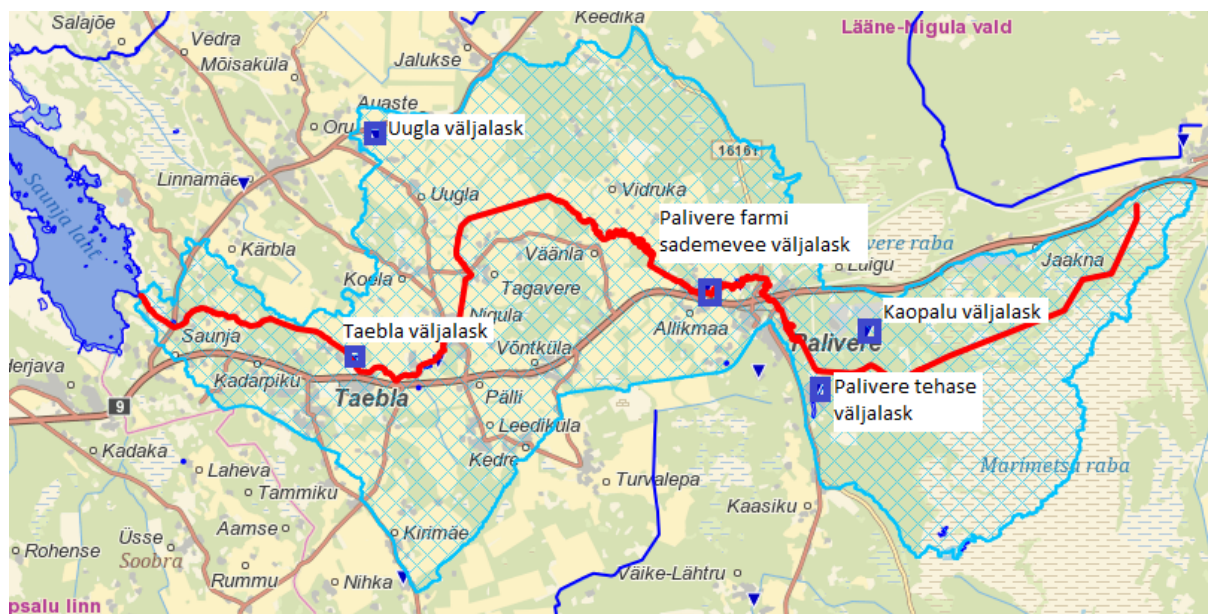 Salajõe
Keedika
Lääne-Nigula vald
Vedra
Jalukse
Mõisaküla
Auaste
Oru
Uugla väljalask
16161
Linnamäe
Uugla
Vidruka
Saunja laht
Palivere farmi
sademevee väljalask
Kärbla
Väänla
vere raba
Luigu
Jaakna
Koela
Tagavere
Nigula
Kaopalu väljalask
Taebla väljalask
Allikmaa
Saunja
Võntküla
Palivere
derjava
Kadarpiku
Palivere tehase
väljalask
Taebla
Pälli
9
Leediküla
Kadaka
Kedre
Laheva
Marimetsa raba
Tammiku
Turvalepa
Kaasiku
Aamse
Üsse
Kirimäe
Rohense
Soobra
Rummu
Nihka
Väike-Lähtru
psalu linn